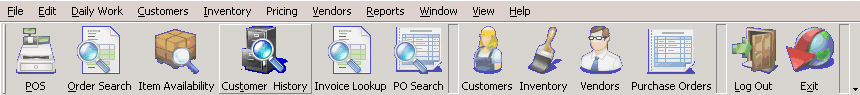 File Edit Daily Work Customers Inventory Pricing Vendors Reports Window View Help
POS Order Search Item Availability Customer History Invoice Lookup PO Search Customers Inventory Vendors Purchase Orders Log Out Exit